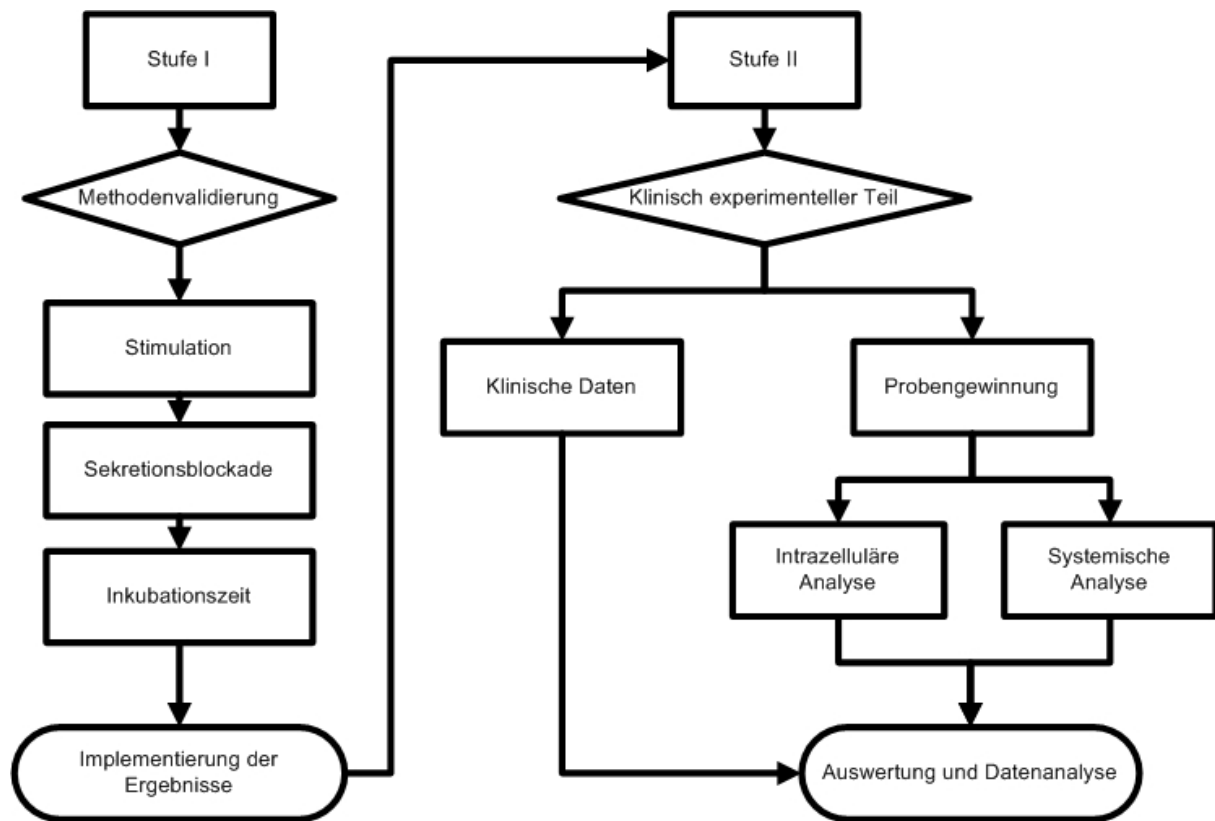 Stufe I
Methodenvalidierung
Stimulation
Sekretionsblockade
Inkubationszeit
Implementierung der
Ergebnisse
Stufe II
Klinisch experimenteller Teil
Klinische Daten
Probengewinnung
Intrazelluläre
Analyse
Systemische
Analyse
Auswertung und Datenanalyse